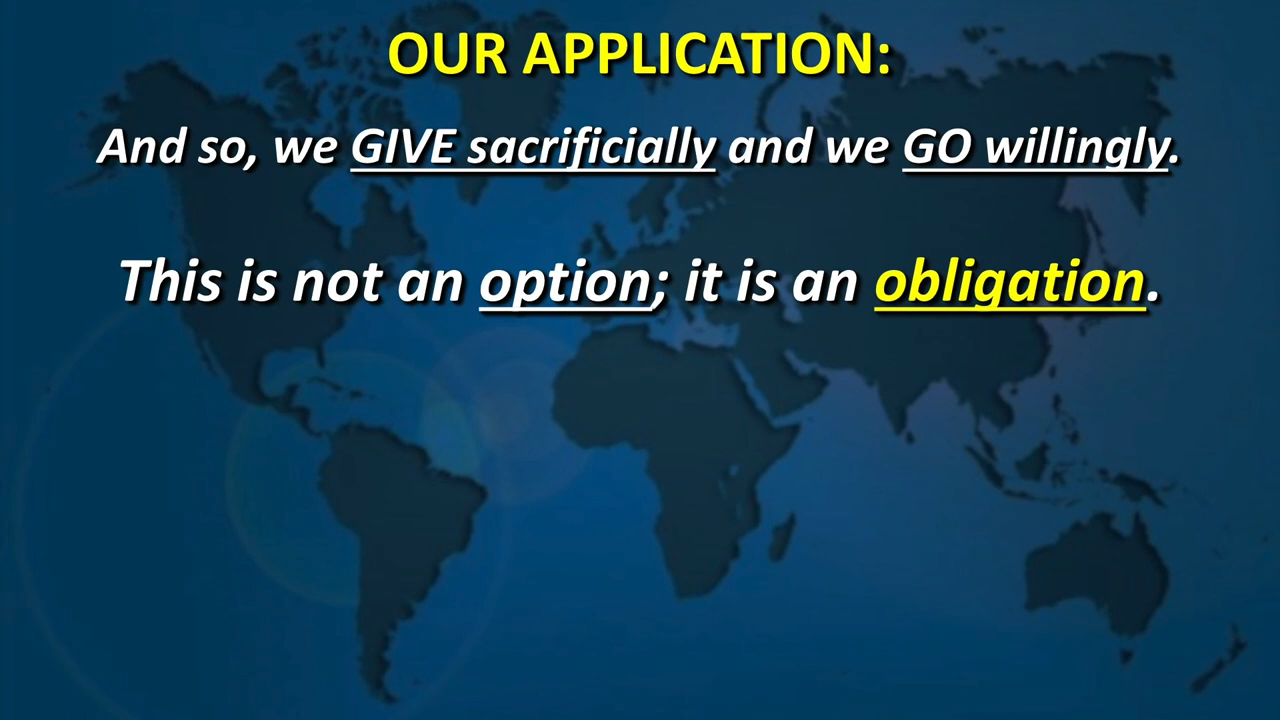 OUR APPLICATION:
And so, we GIVE sacrificially and we GO willingly.
This is not an option; it is an obligation.